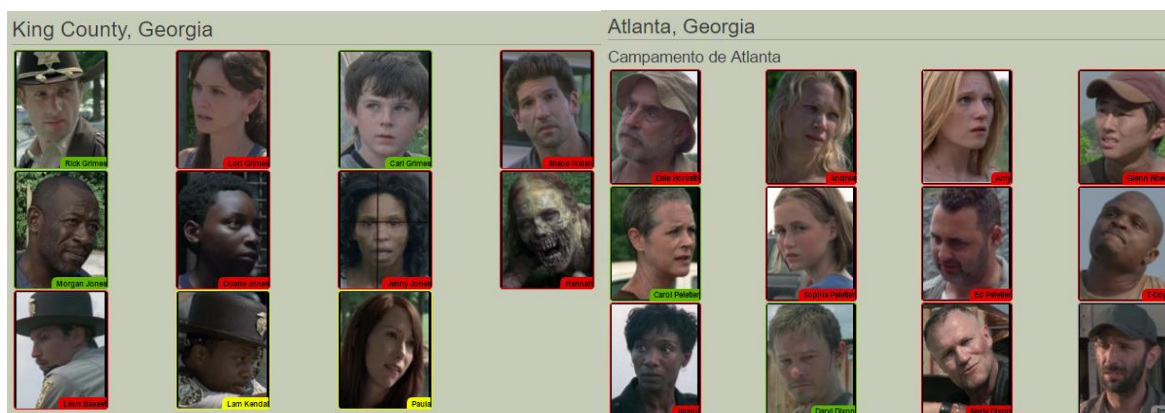 King County, Georgia
Rick Grimes
Lori Grimes
Carl Grimes
Shane Walsh
Morgan Jones
Duane Jones
Jenny Jones
Hannah
Leon Basset
Lam Kendal
Paula
Atlanta, Georgia
Campamento de Atlanta
Dale Horvath
Andrea
Amy
Glenn Rhee
Carol Peletier
Sophia Peletier
Ed Peletier
T-Dog
Daryl Dixon
Merle Dixon